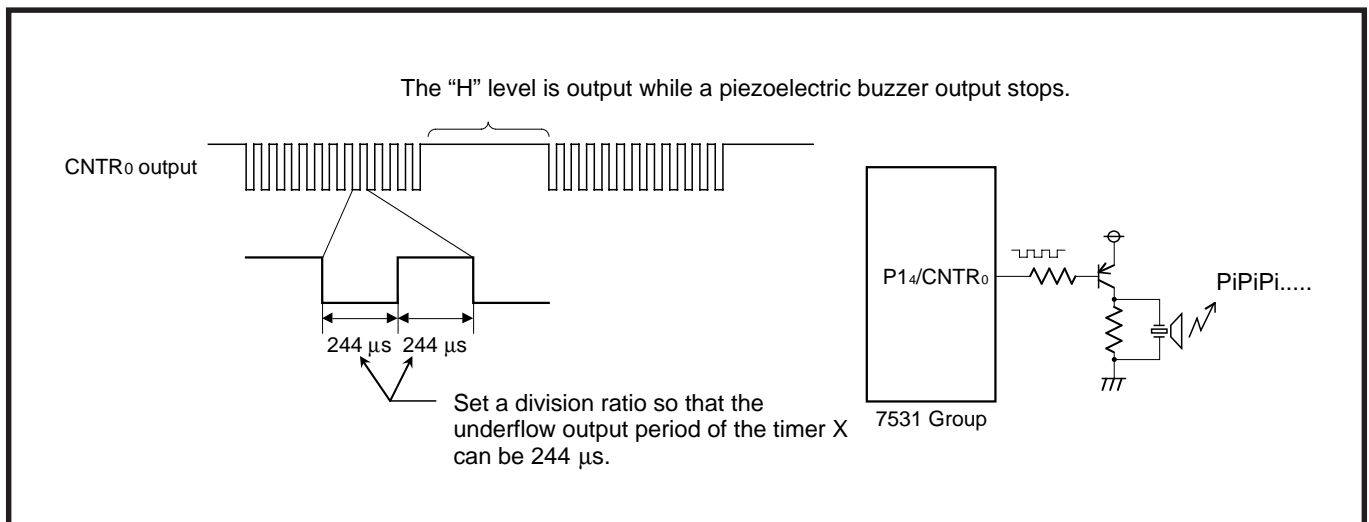 The “H” level is output while a piezoelectric buzzer output stops.
CNTR0 output
P14/CNTR0
PiPiPi.....
244 μs 244 μs
Set a division ratio so that the
underflow output period of the timer X
can be 244 μs.
7531 Group